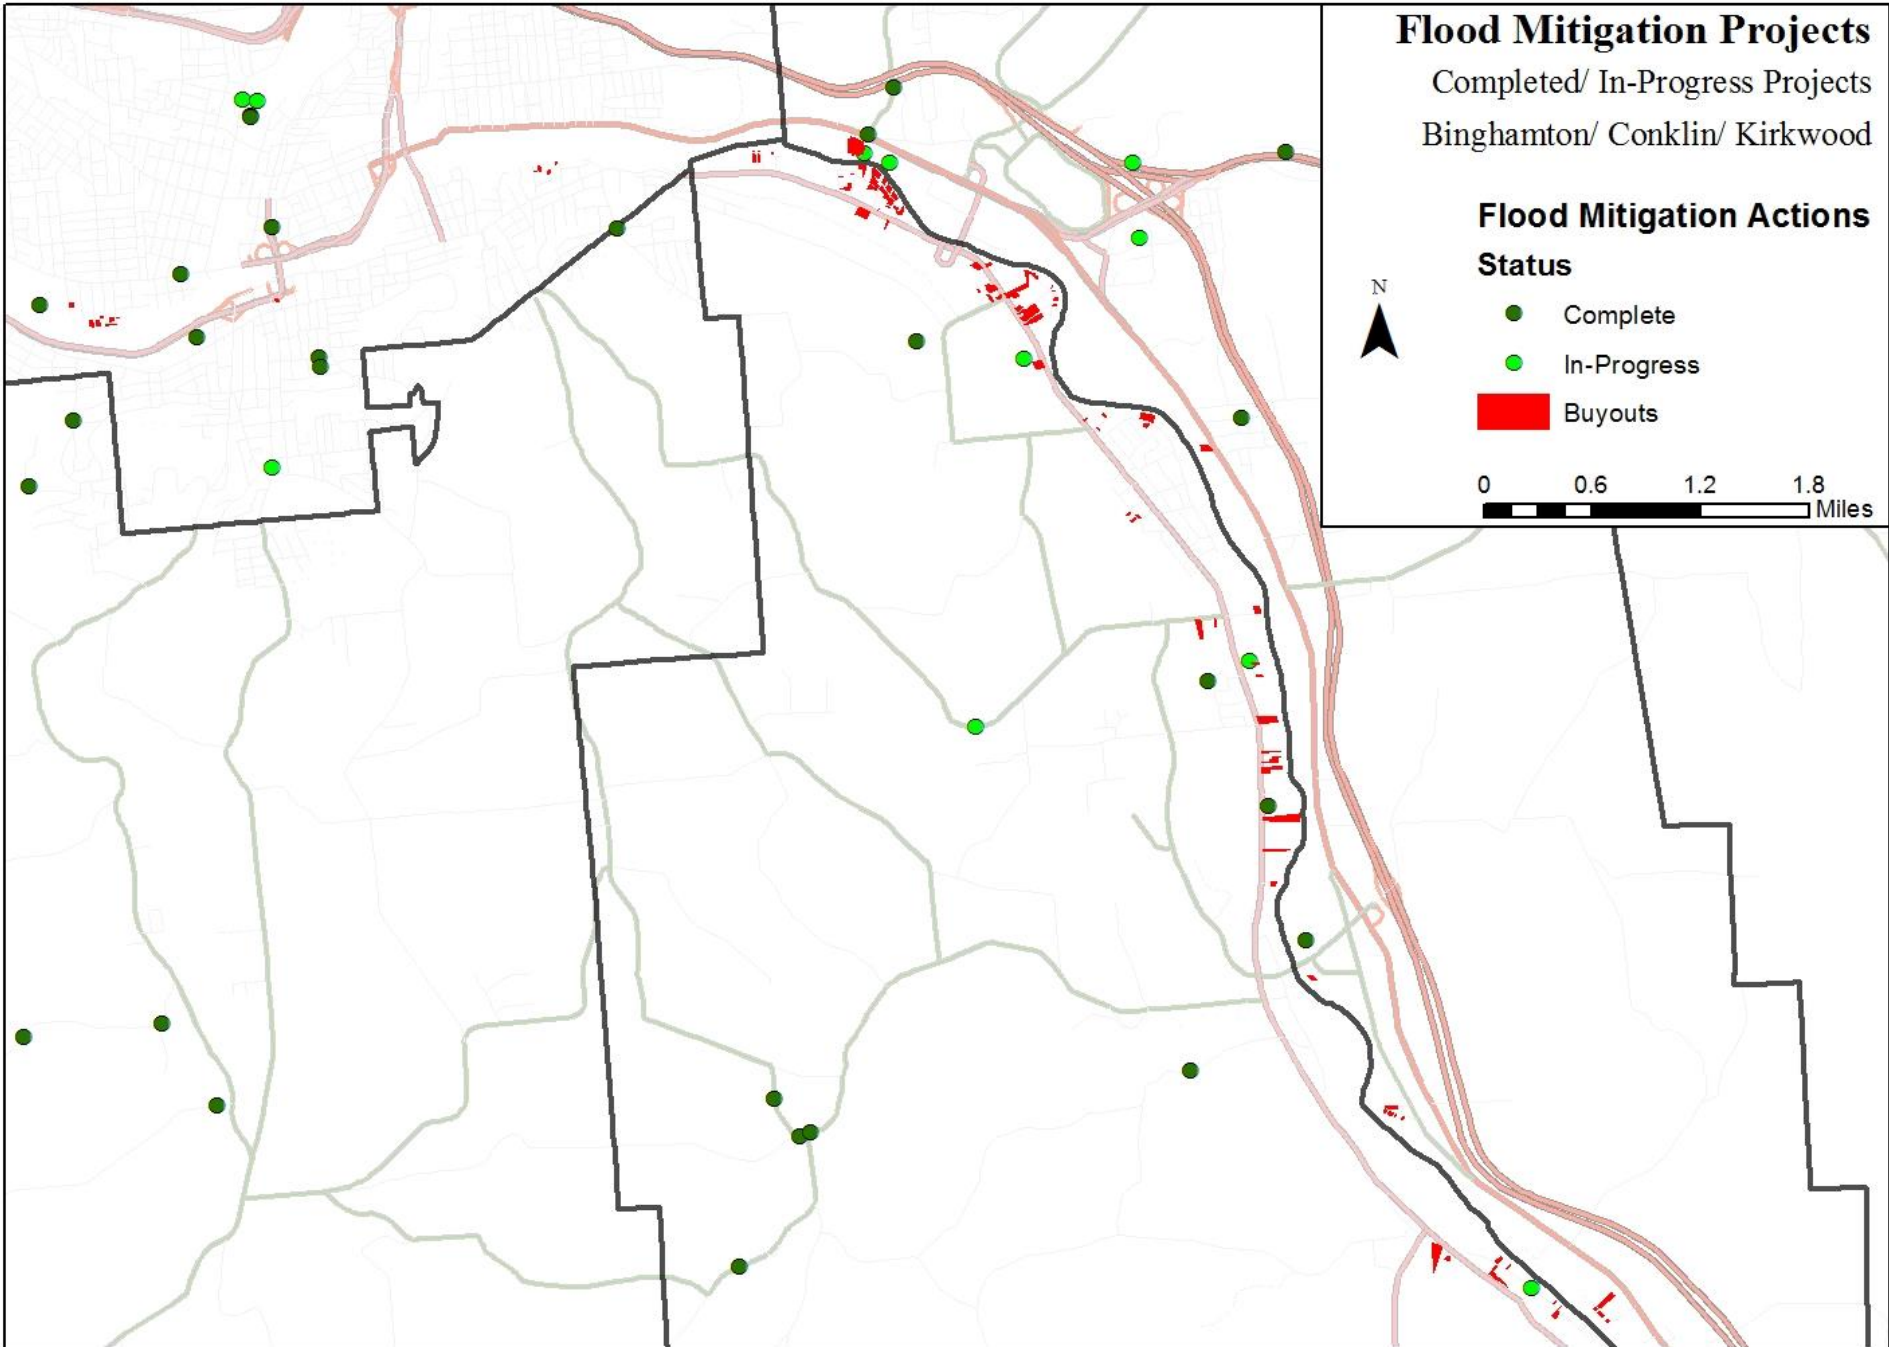 Flood Mitigation Projects
Completed/ In-Progress Projects
Binghamton/ Conklin/ Kirkwood
Flood Mitigation Actions
Status
N
Complete
In-Progress
Buyouts
0 0.6 1.2 1.8
Miles